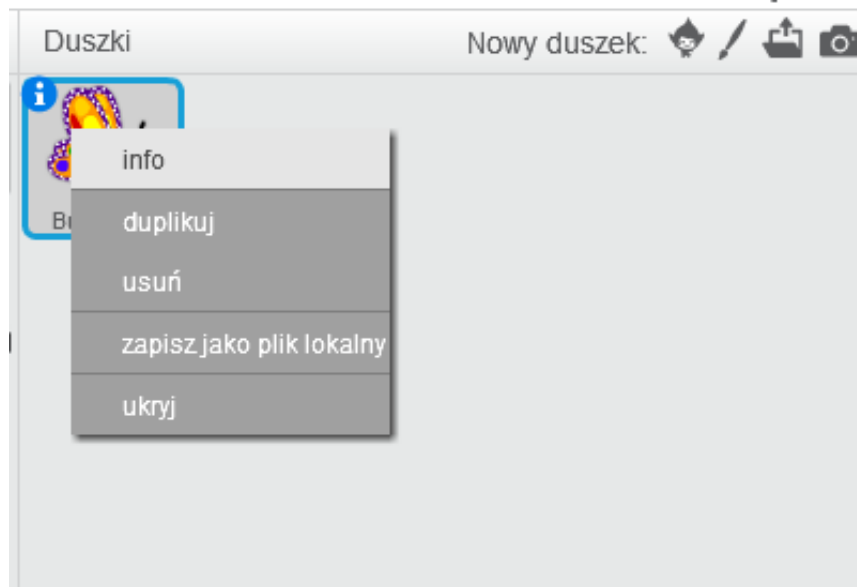 Duszki
Nowy duszek:
info
duplikuj
usuń
zapisz jako plik lokalny
ukryj